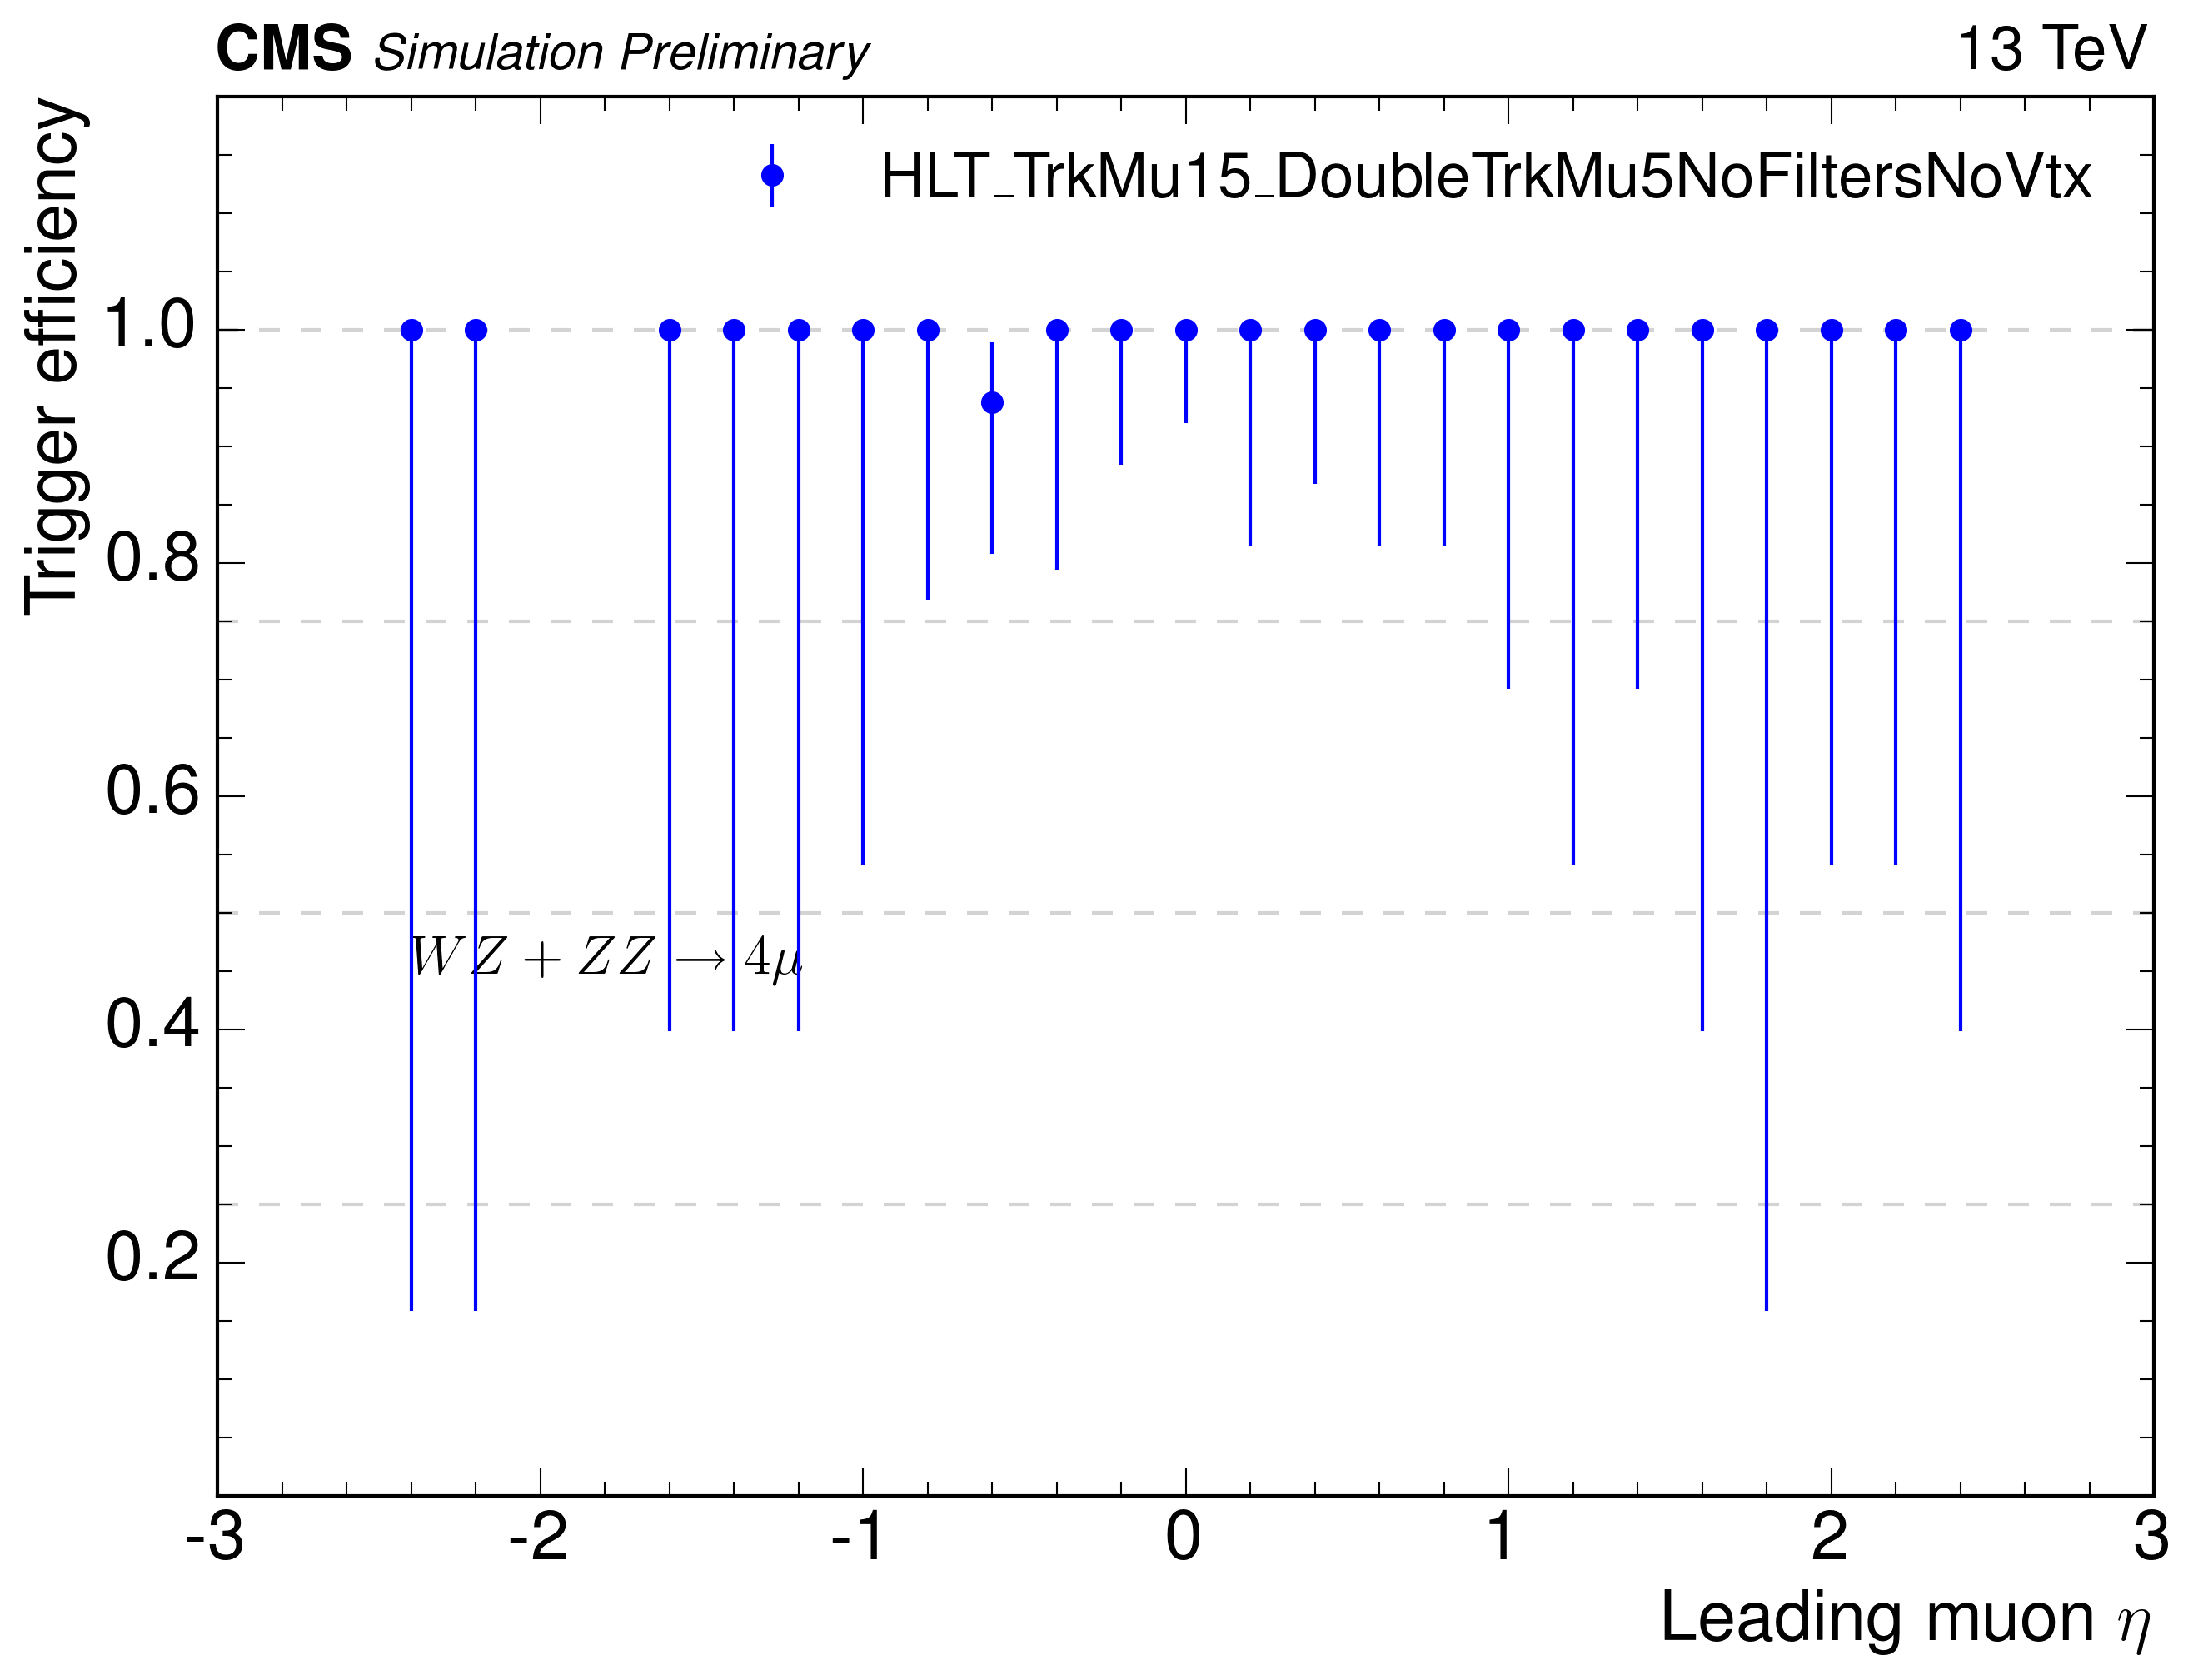 CMS Simulation Preliminary 13 TeV
Trigger efficiency
HLT_TrkMu15_DoubleTrkMu5NoFiltersNoVtx
1.0
0.8
0.6
WZ + ZZ → 4μ
0.4
0.2
-3 -2 -1 0 1 2 3
Leading muon η